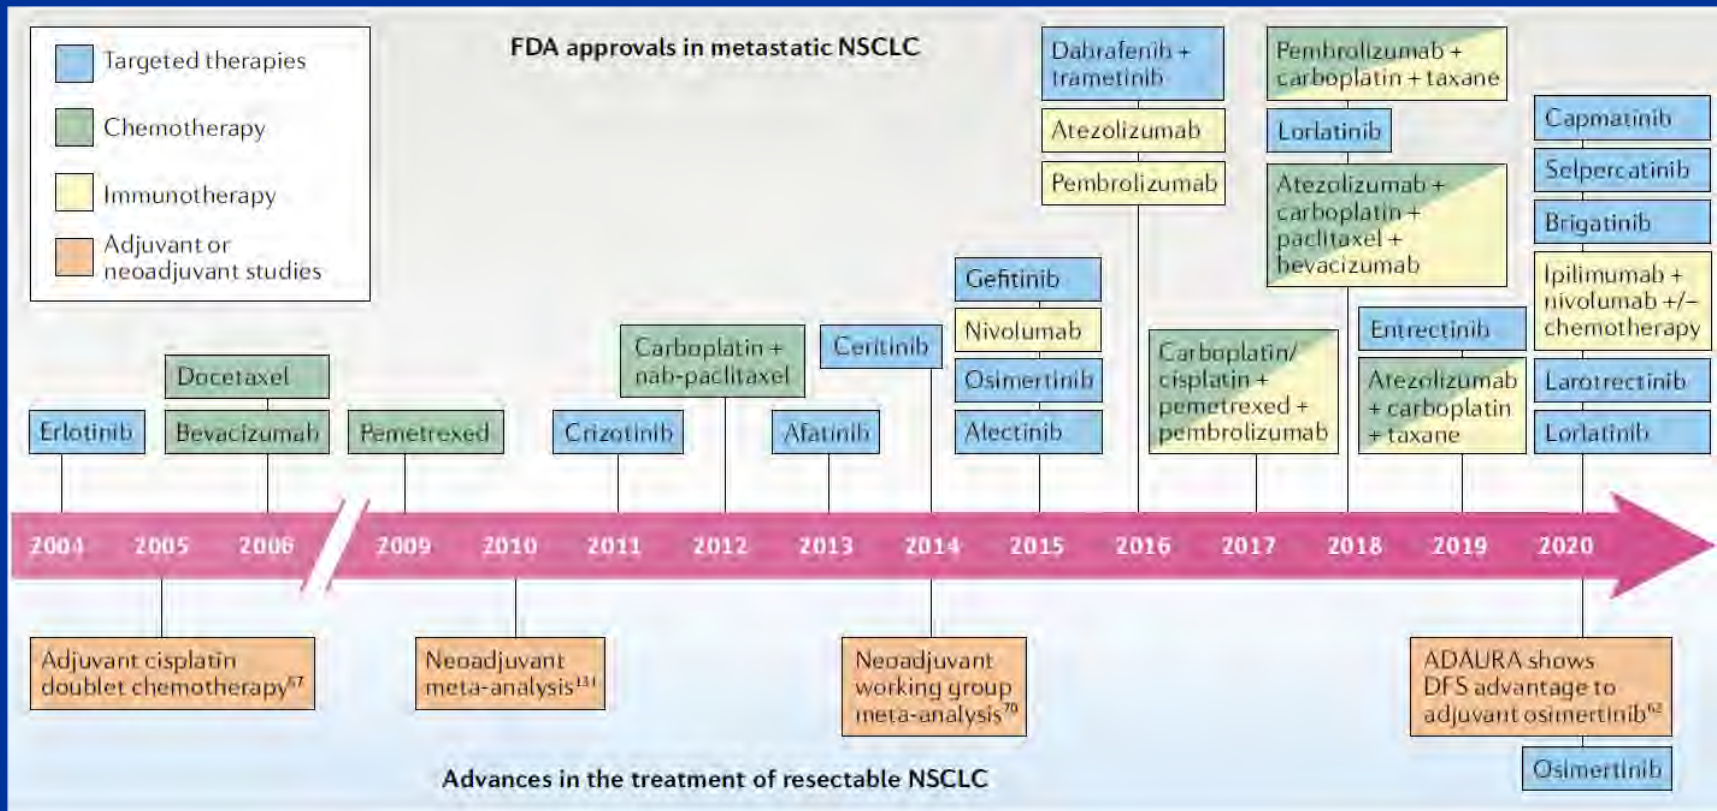 Targeted therapies
Chemotherapy
Immunotherapy
Adjuvant or
neoadjuvant studies
FDA approvals in metastatic NSCLC
Erlotinib
Docetaxel
Bevacizumab
Pemetrexed
Crizotinib
Carboplatin +
nab-paclitaxel
Afatinib
Ceritinib
Gefitinib
Nivolumab
Osimertinib
Alectinib
Dabrafenib +
trametinib
Atezolizumab
Pembrolizumab
Carboplatin/
cisplatin +
pemetrexed +
pembrolizumab
Pembrolizumab +
carboplatin + taxane
Lorlatinib
Atezolizumab +
carboplatin +
paclitaxel +
bevacizumab
Entrectinib
Atezolizumab
+ carboplatin
+ taxane
Capmatinib
Selpercatinib
Brigatinib
Ipilimumab +
nivolumab +/−
chemotherapy
Larotrectinib
Lorlatinib
2004 2005 2006 2009 2010 2011 2012 2013 2014 2015 2016 2017 2018 2019 2020
Adjuvant cisplatin
doublet chemotherapy⁶⁷
Neoadjuvant
meta-analysis¹³¹
Neoadjuvant
working group
meta-analysis⁷⁰
ADAURA shows
DFS advantage to
adjuvant osimertinib⁶²
Osimertinib
Advances in the treatment of resectable NSCLC